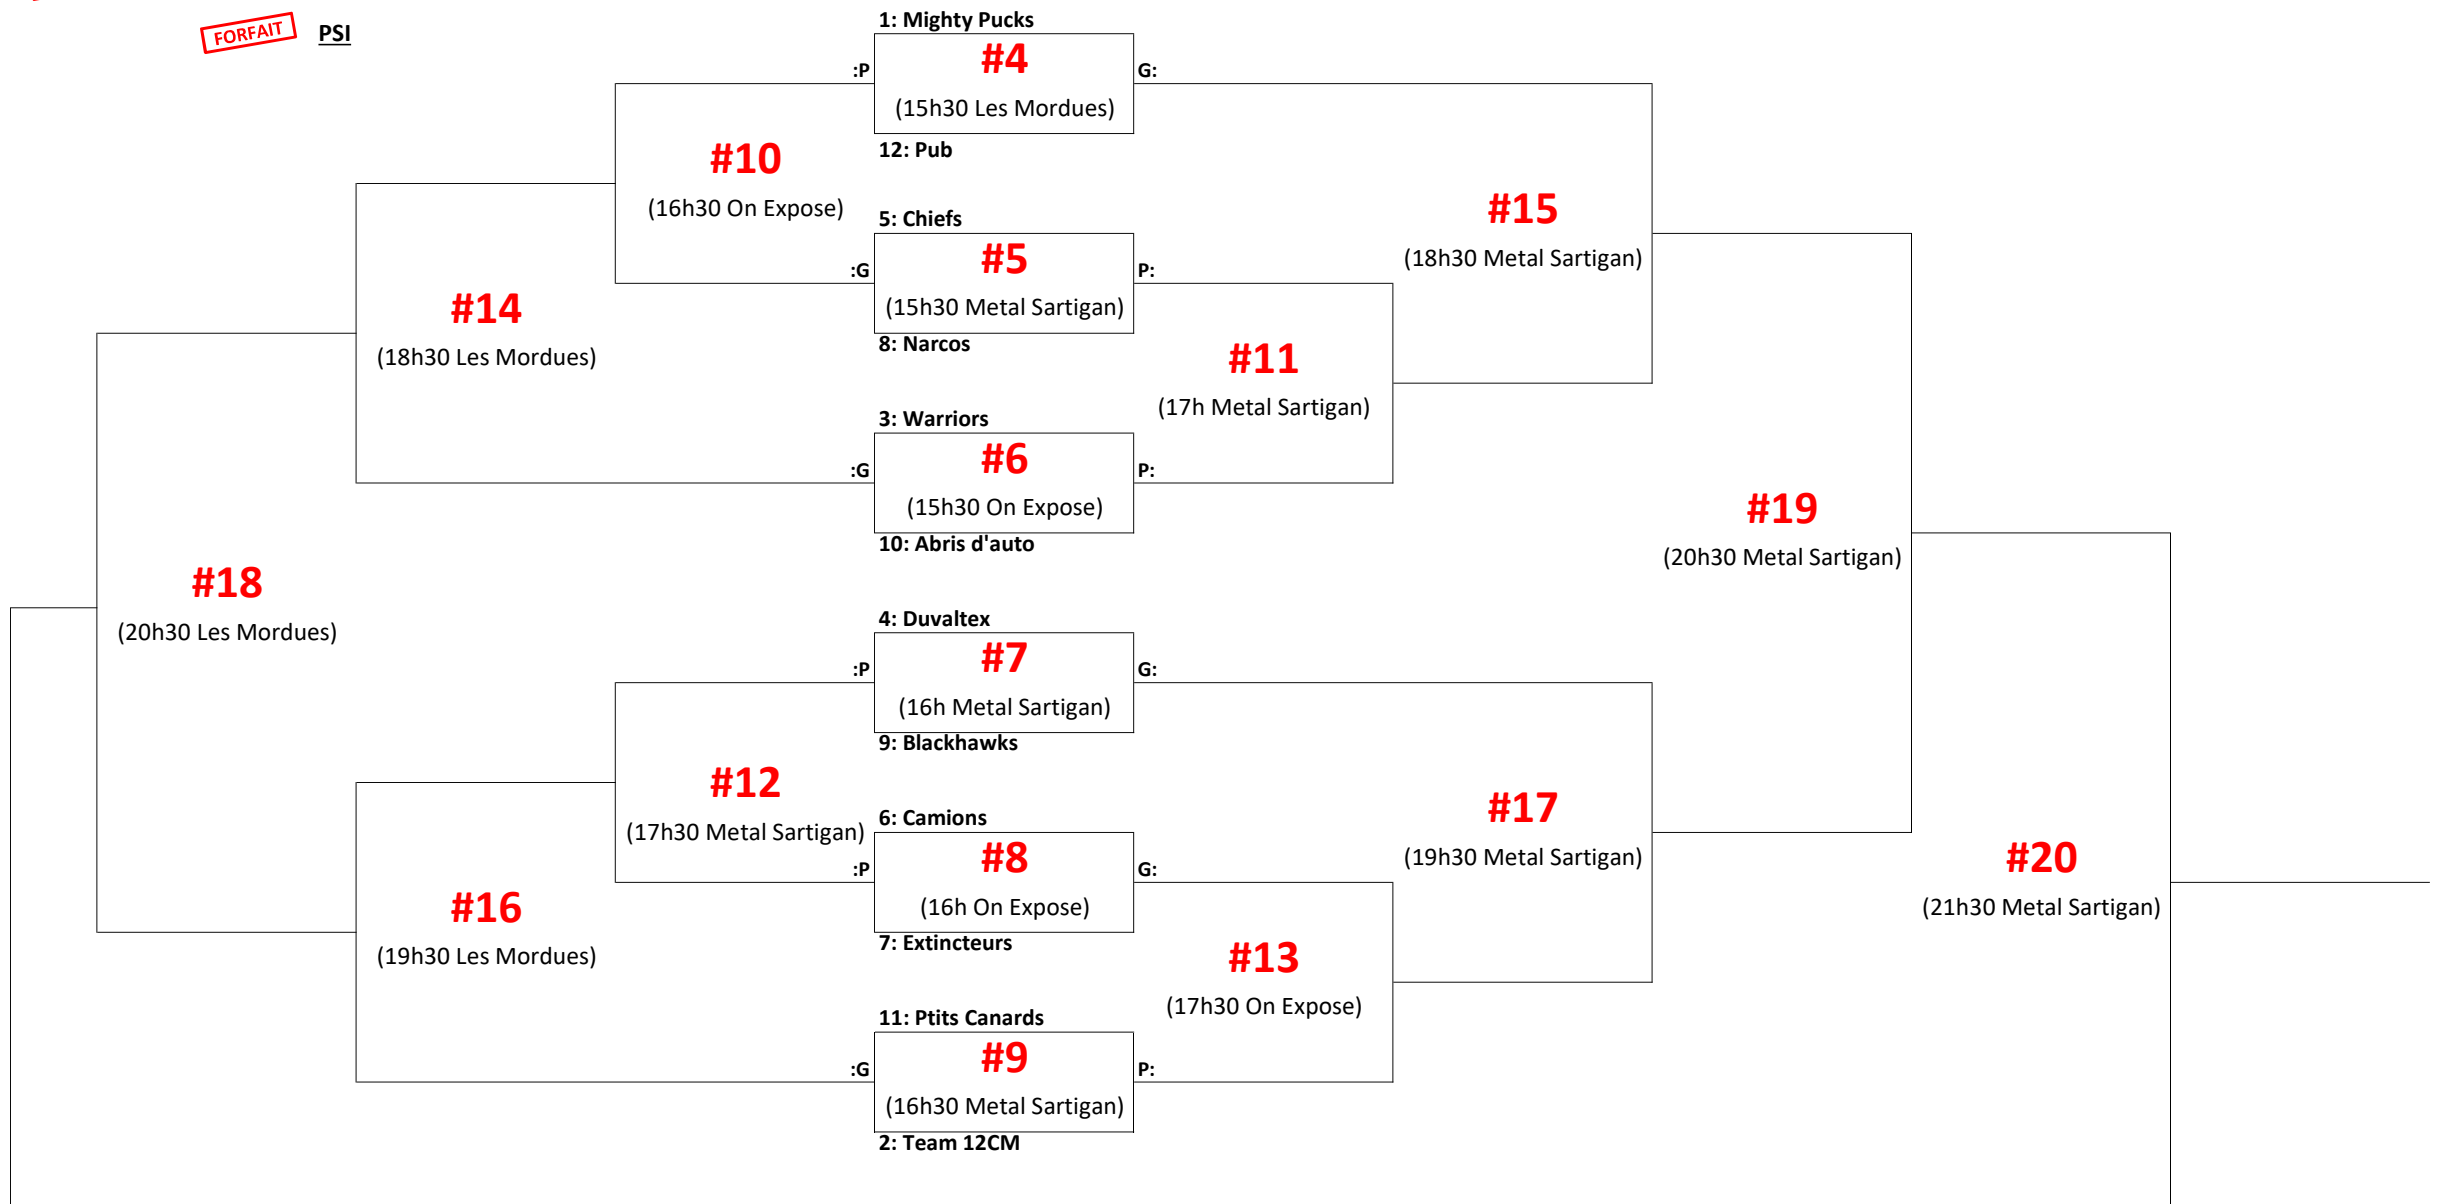 FORFAIT PSI
1: Mighty Pucks
:P #4 G:
(15h30 Les Mordues)
12: Pub
#10
(16h30 On Expose)
5: Chiefs
:G #5 P:
(15h30 Metal Sartigan)
8: Narcos
#15
(18h30 Metal Sartigan)
#14
(18h30 Les Mordues)
#11
(17h Metal Sartigan)
3: Warriors
:G #6 P:
(15h30 On Expose)
10: Abris d'auto
#19
(20h30 Metal Sartigan)
#18
(20h30 Les Mordues)
4: Duvaltex
:P #7 G:
(16h Metal Sartigan)
9: Blackhawks
#12
(17h30 Metal Sartigan)
6: Camions
:P #8 G:
(16h On Expose)
7: Extincteurs
#17
(19h30 Metal Sartigan)
#20
(21h30 Metal Sartigan)
#16
(19h30 Les Mordues)
#13
(17h30 On Expose)
11: Ptits Canards
:G #9 P:
(16h30 Metal Sartigan)
2: Team 12CM